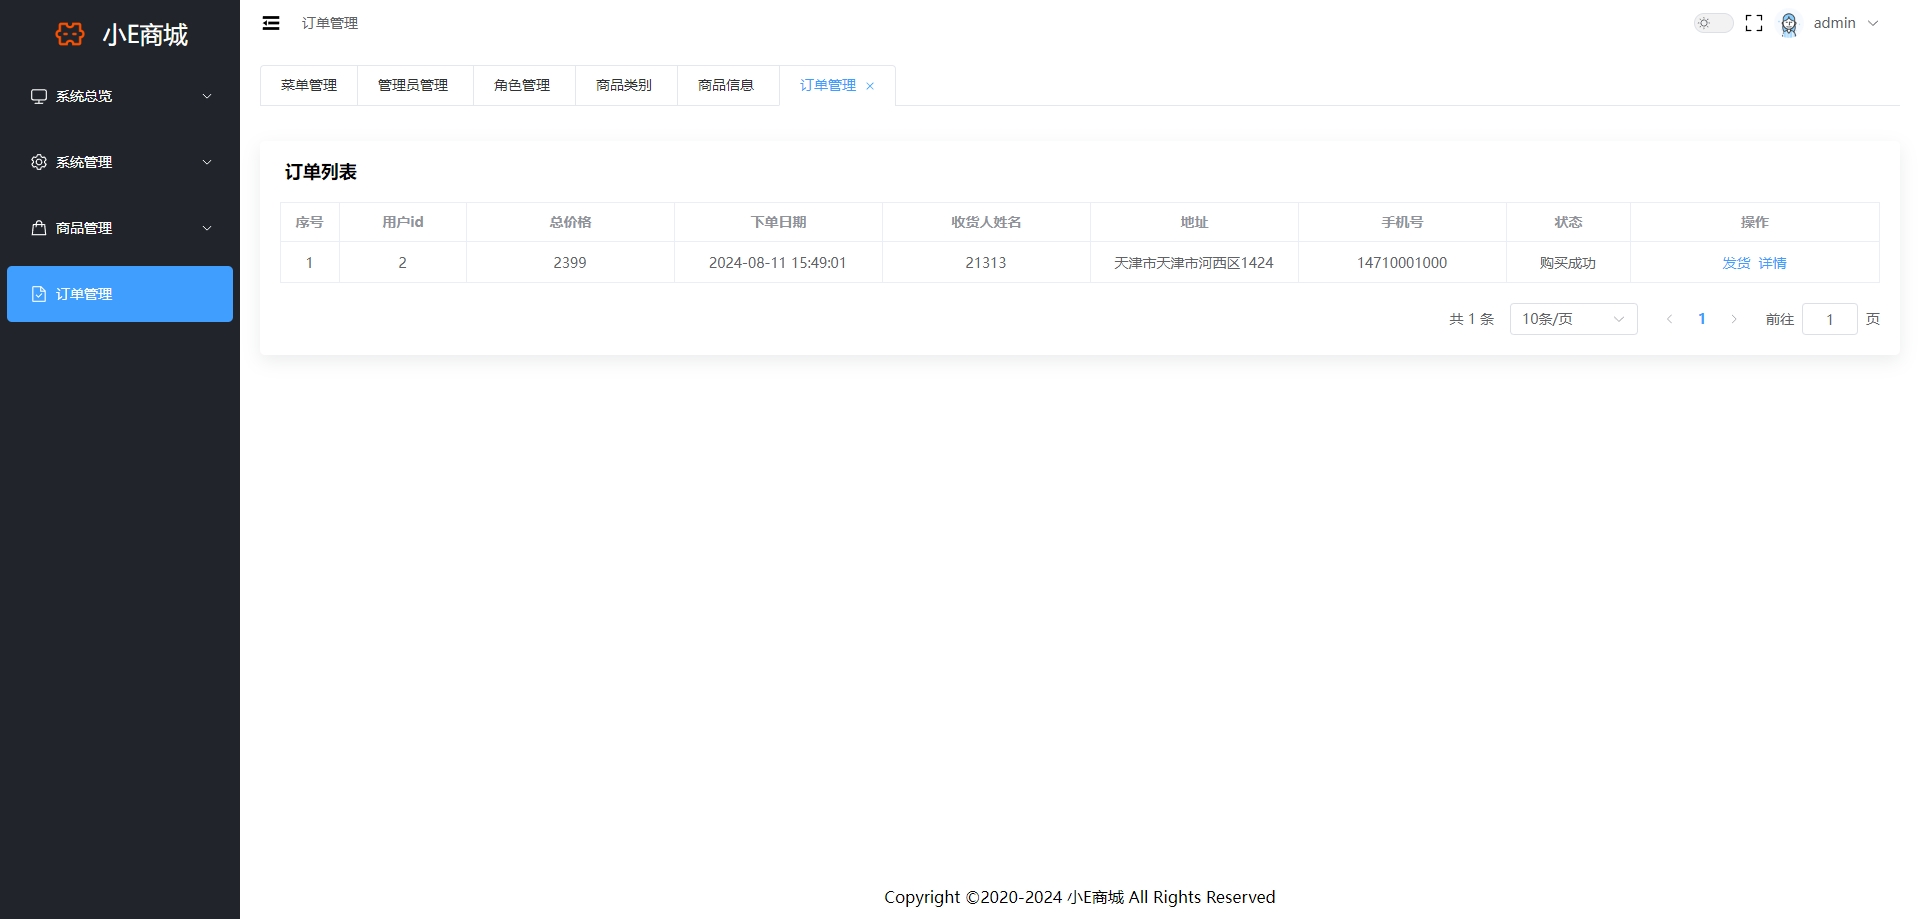 小E商城
系统总览
系统管理
商品管理
订单管理
订单管理
admin
菜单管理 管理员管理 角色管理 商品类别 商品信息 订单管理
订单列表
序号 用户id 总价格 下单日期 收货人姓名 地址 手机号 状态 操作
1 2 2399 2024-08-11 15:49:01 21313 天津市天津市河西区1424 14710001000 购买成功 发货 详情
共 1 条 10条/页 1 前往 1 页
Copyright ©2020-2024 小E商城 All Rights Reserved